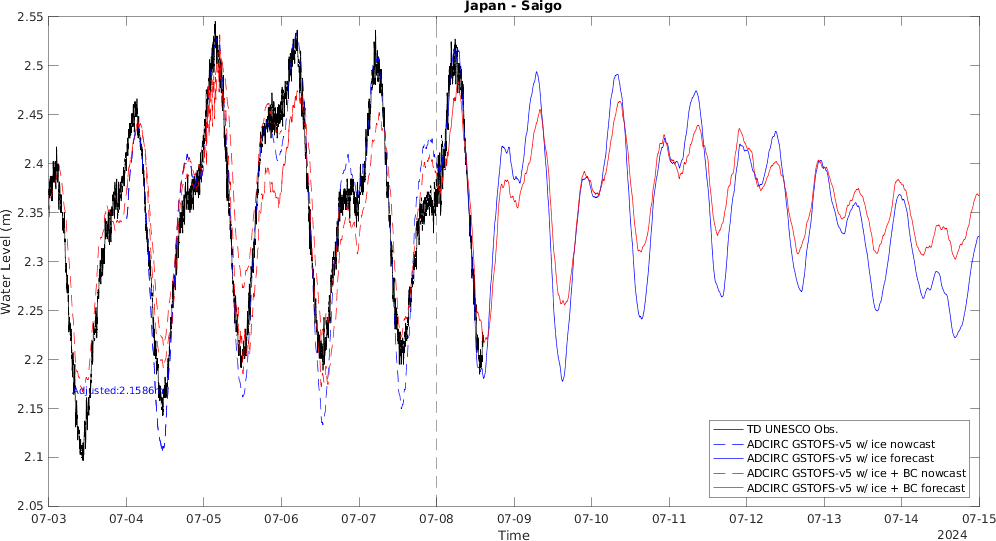 Japan - Saigo
2.55
2.5
2.45
2.4
2.35
2.3
2.25
2.2
2.15
2.1
2.05
Water Level (m)
Adjusted:2.1586m
TD UNESCO Obs.
ADCIRC GSTOFS-v5 w/ ice nowcast
ADCIRC GSTOFS-v5 w/ ice forecast
ADCIRC GSTOFS-v5 w/ ice + BC nowcast
ADCIRC GSTOFS-v5 w/ ice + BC forecast
07-03 07-04 07-05 07-06 07-07 07-08 07-09 07-10 07-11 07-12 07-13 07-14 07-15
Time
2024